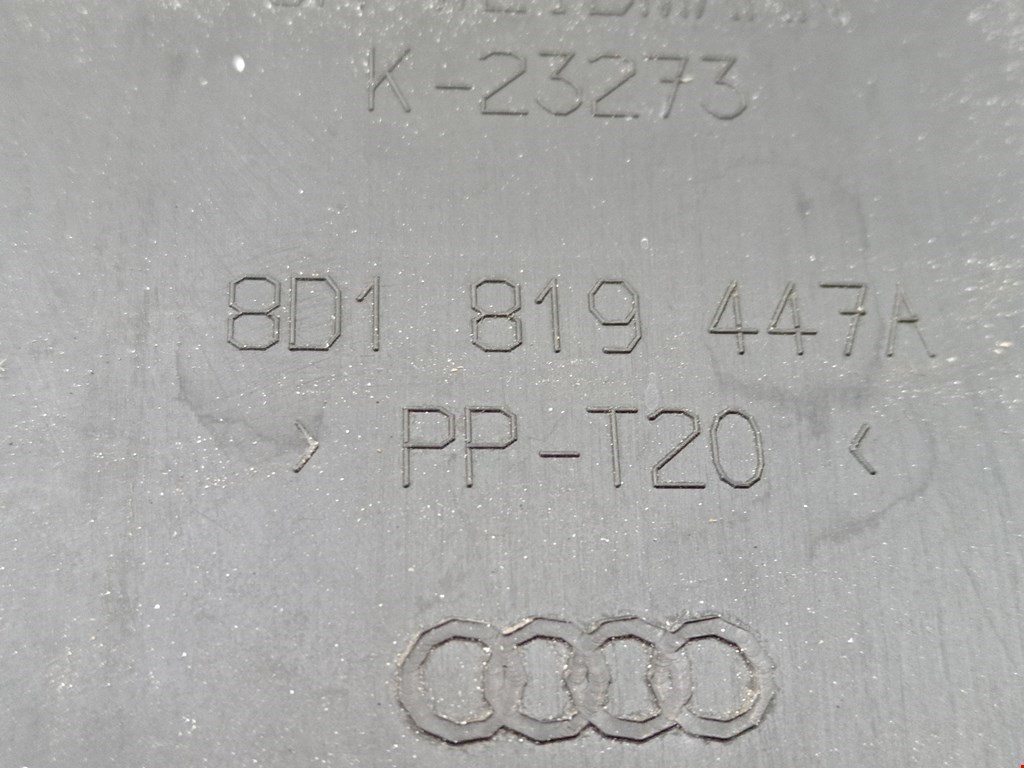 K-23273
8D1 819 447A
> PP-T20 <